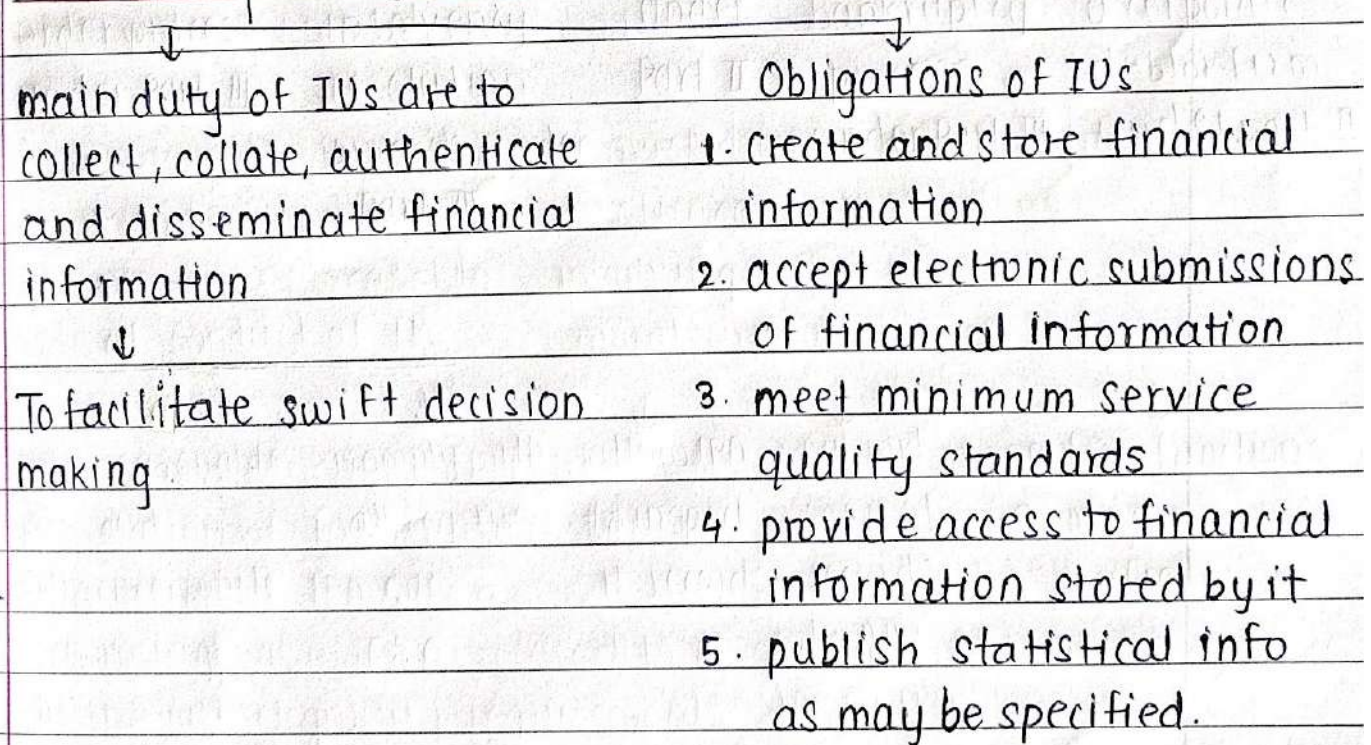 main duty of IUs are to
collect, collate, authenticate
and disseminate financial
information
↓
To facilitate swift decision
making
Obligations of IUs
1. create and store financial
information
2. accept electronic submissions
of financial information
3. meet minimum service
quality standards
4. provide access to financial
information stored by it
5. publish statistical info
as may be specified.